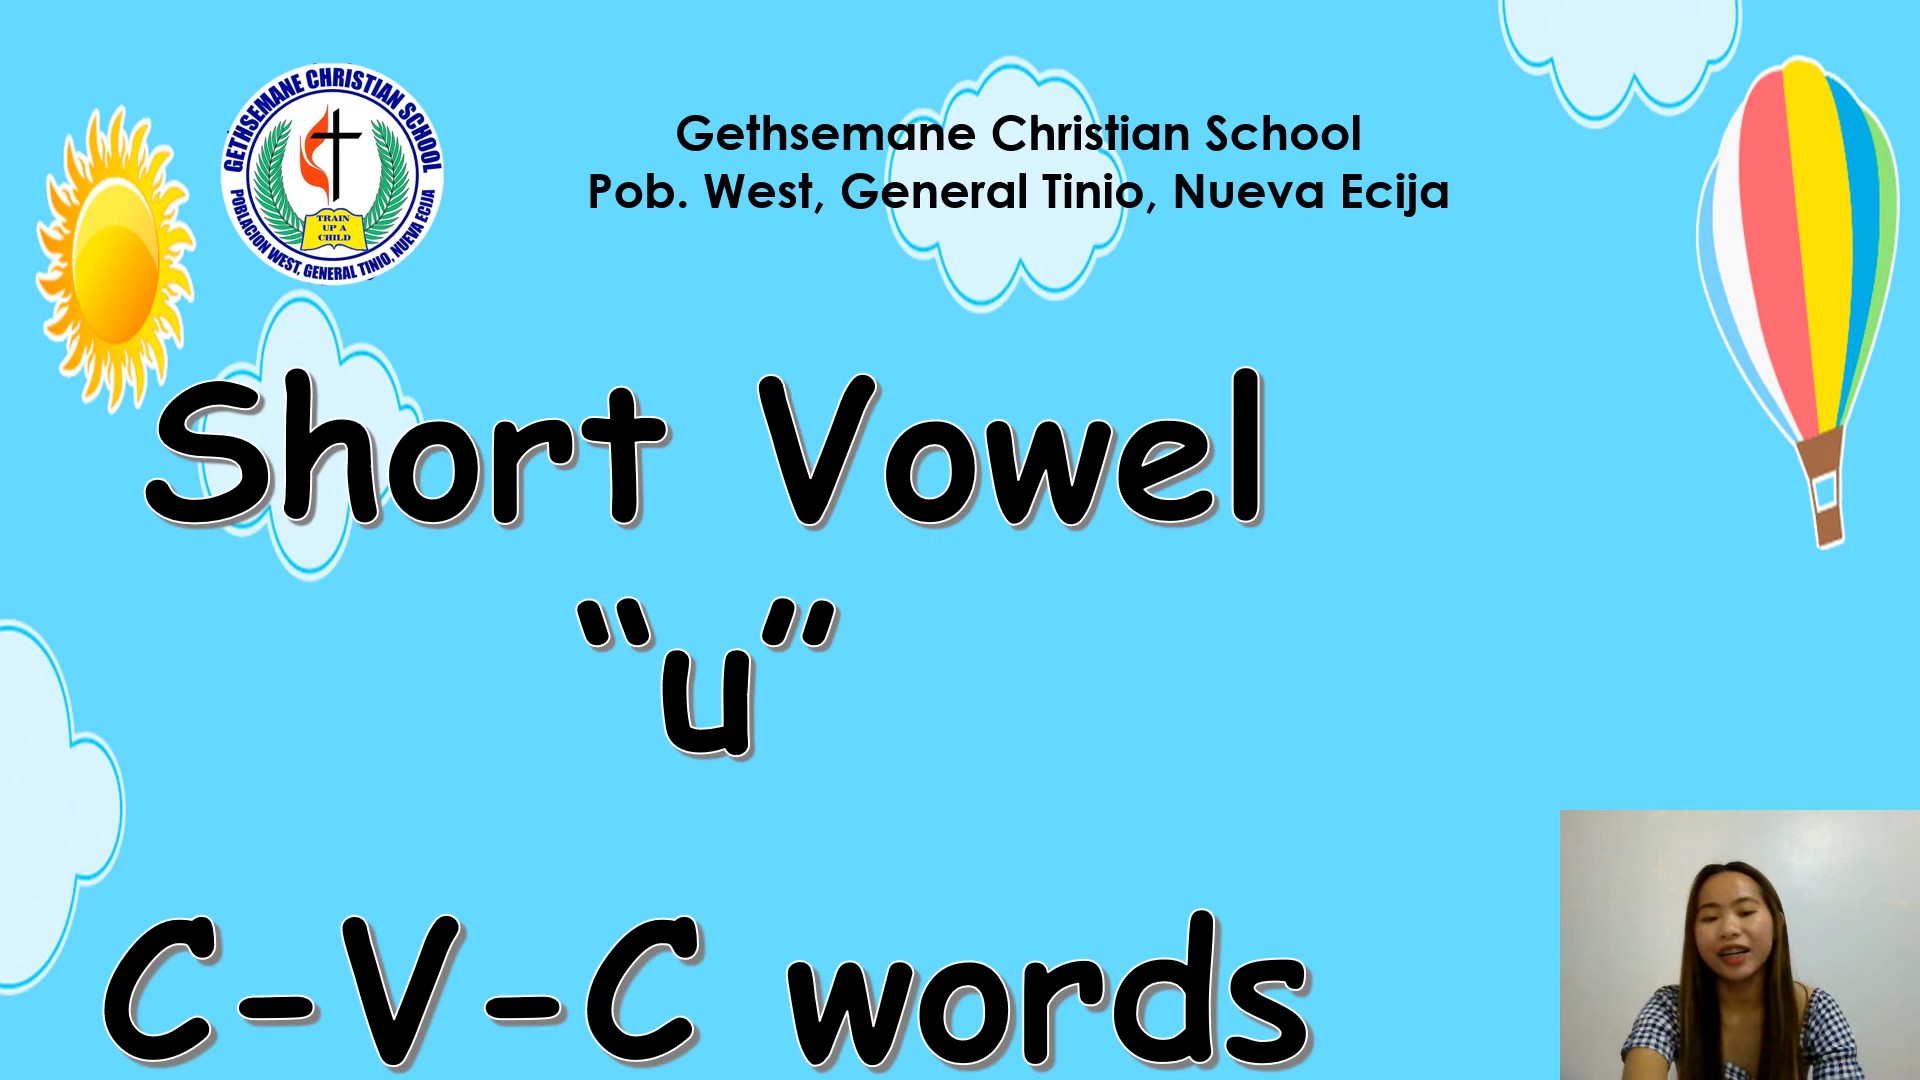 GETHSEMANE CHRISTIAN SCHOOL
TRAIN
UP A
CHILD
POBLACION WEST, GENERAL TINIO, NUEVA ECIJA
Gethsemane Christian School
Pob. West, General Tinio, Nueva Ecija
Short Vowel
“u”
C-V-C words